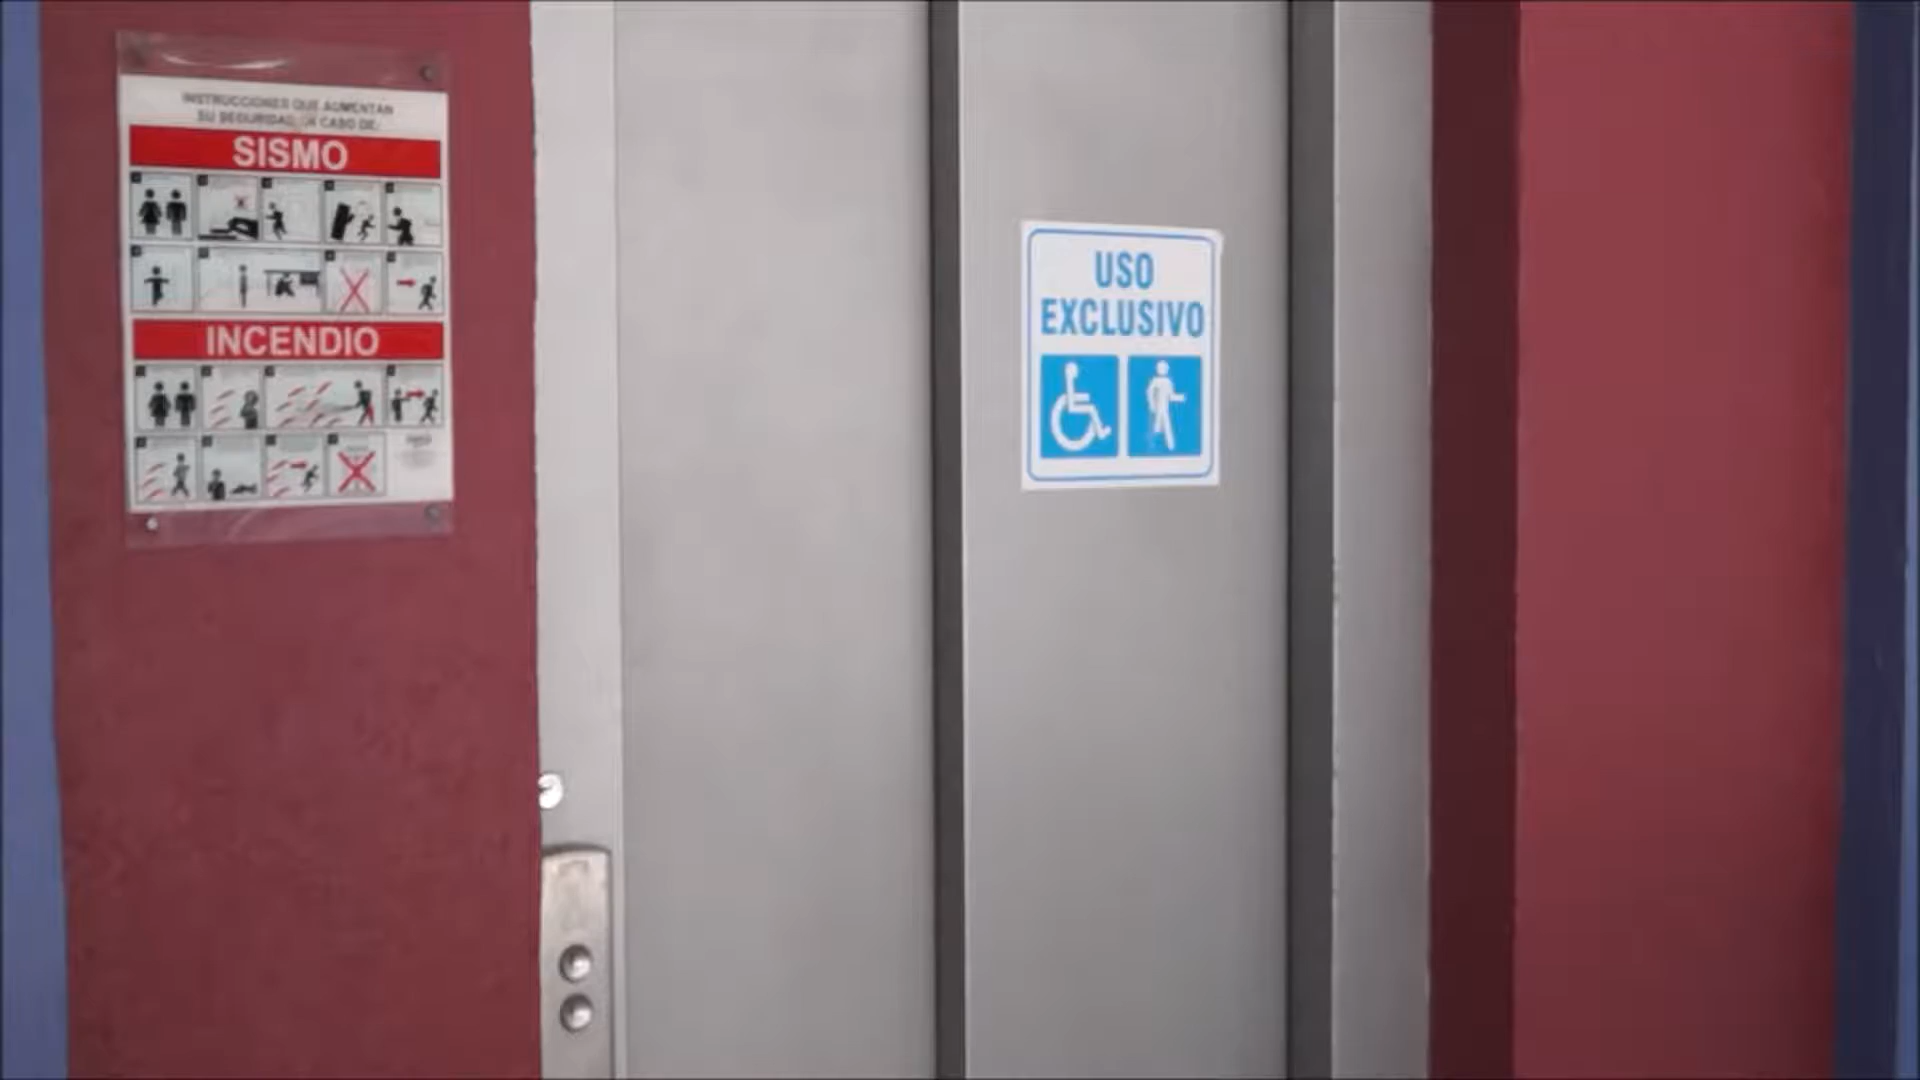 INSTRUCCIONES QUE AUMENTAN
SU SEGURIDAD EN CASO DE:
SISMO
INCENDIO
USO
EXCLUSIVO